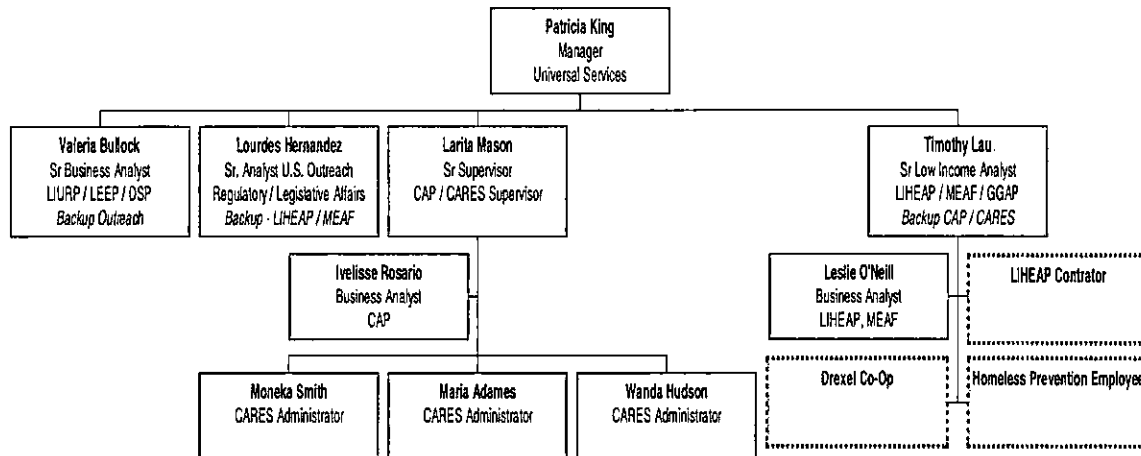 Patricia King
Manager
Universal Services
Valeria Bullock
Sr Business Analyst
LIURP / LEEP / DSP
Backup Outreach
Lourdes Hernandez
Sr. Analyst U.S. Outreach
Regulatory / Legislative Affairs
Backup - LIHEAP / MEAF
Larita Mason
Sr Supervisor
CAP / CARES Supervisor
Timothy Lau
Sr Low Income Analyst
LIHEAP / MEAF / GGAP
Backup CAP / CARES
Ivelisse Rosario
Business Analyst
CAP
Leslie O'Neill
Business Analyst
LIHEAP, MEAF
LIHEAP Contrator
Moneka Smith
CARES Administrator
Maria Adames
CARES Administrator
Wanda Hudson
CARES Administrator
Drexel Co-Op
Homeless Prevention Employee